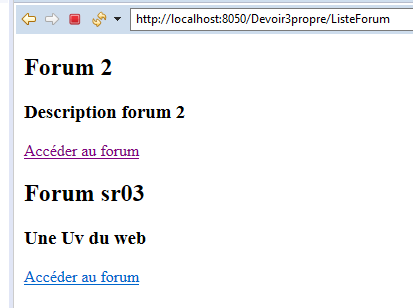 http://localhost:8050/Devoir3propre/ListeForum
Forum 2
Description forum 2
Accéder au forum
Forum sr03
Une Uv du web
Accéder au forum